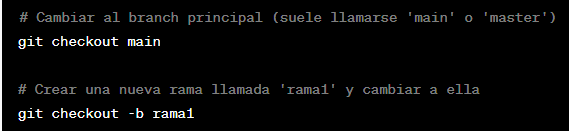 # Cambiar al branch principal (suele llamarse 'main' o 'master')
git checkout main
# Crear una nueva rama llamada 'rama1' y cambiar a ella
git checkout -b rama1